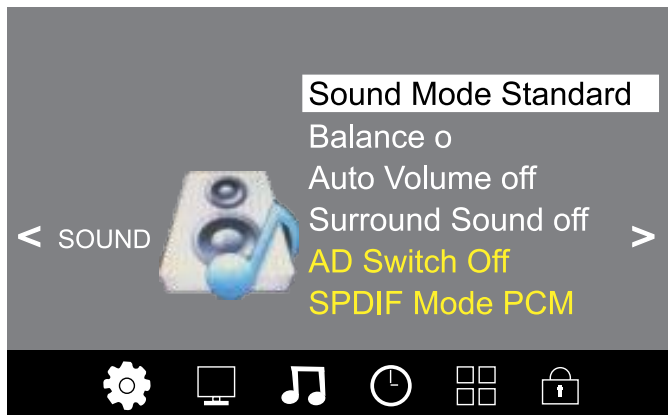 Sound Mode Standard
Balance o
Auto Volume off
Surround Sound off
< SOUND >
AD Switch Off
SPDIF Mode PCM